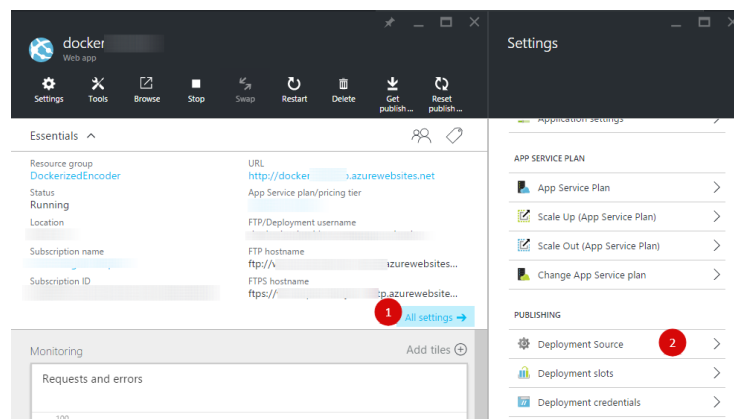 docker
Web app
Settings
Tools
Browse
Stop
Swap
Restart
Delete
Get publish...
Reset publish...
Essentials
Resource group
DockerizedEncoder
Status
Running
Location
Subscription name
Subscription ID
URL
http://docker .azurewebsites.net
App Service plan/pricing tier
FTP/Deployment username
FTP hostname
ftp:// azurewebsites...
FTPS hostname
ftps:// tp.azurewebsite...
1
All settings →
Monitoring
Add tiles
Requests and errors
100
Settings
Application settings
APP SERVICE PLAN
App Service Plan
Scale Up (App Service Plan)
Scale Out (App Service Plan)
Change App Service plan
PUBLISHING
Deployment Source
2
Deployment slots
Deployment credentials